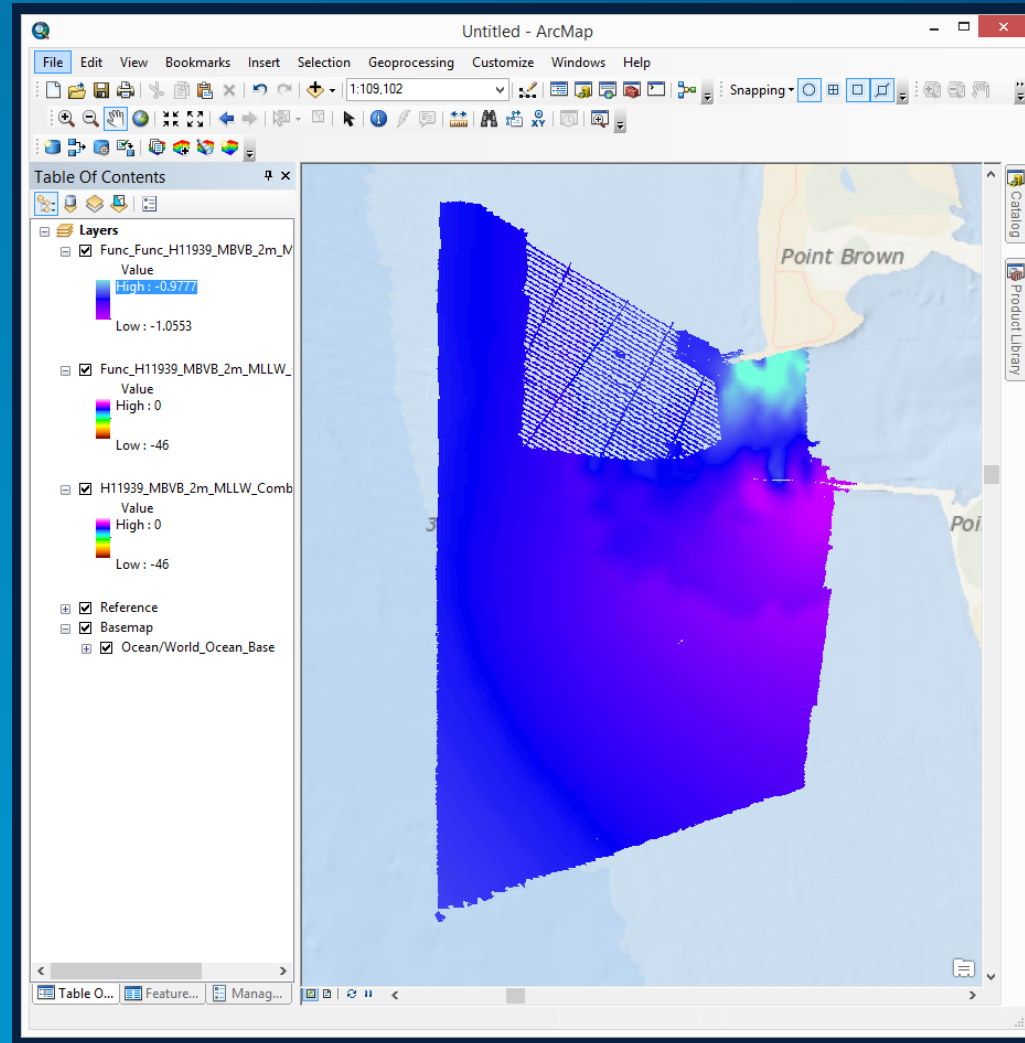 Untitled - ArcMap
File Edit View Bookmarks Insert Selection Geoprocessing Customize Windows Help
1:109,102
Snapping
Table Of Contents
Layers
Func_Func_H11939_MBVB_2m_M
Value
High : -0.9777
Low : -1.0553
Func_H11939_MBVB_2m_MLLW_
Value
High : 0
Low : -46
H11939_MBVB_2m_MLLW_Comb
Value
High : 0
Low : -46
Reference
Basemap
Ocean/World_Ocean_Base
Point Brown
3
Poi
Catalog
Product Library
Table O...
Feature...
Manag...